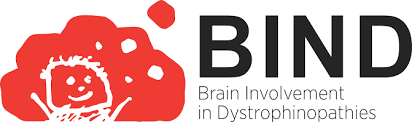 BIND
Brain Involvement
in Dystrophinopathies